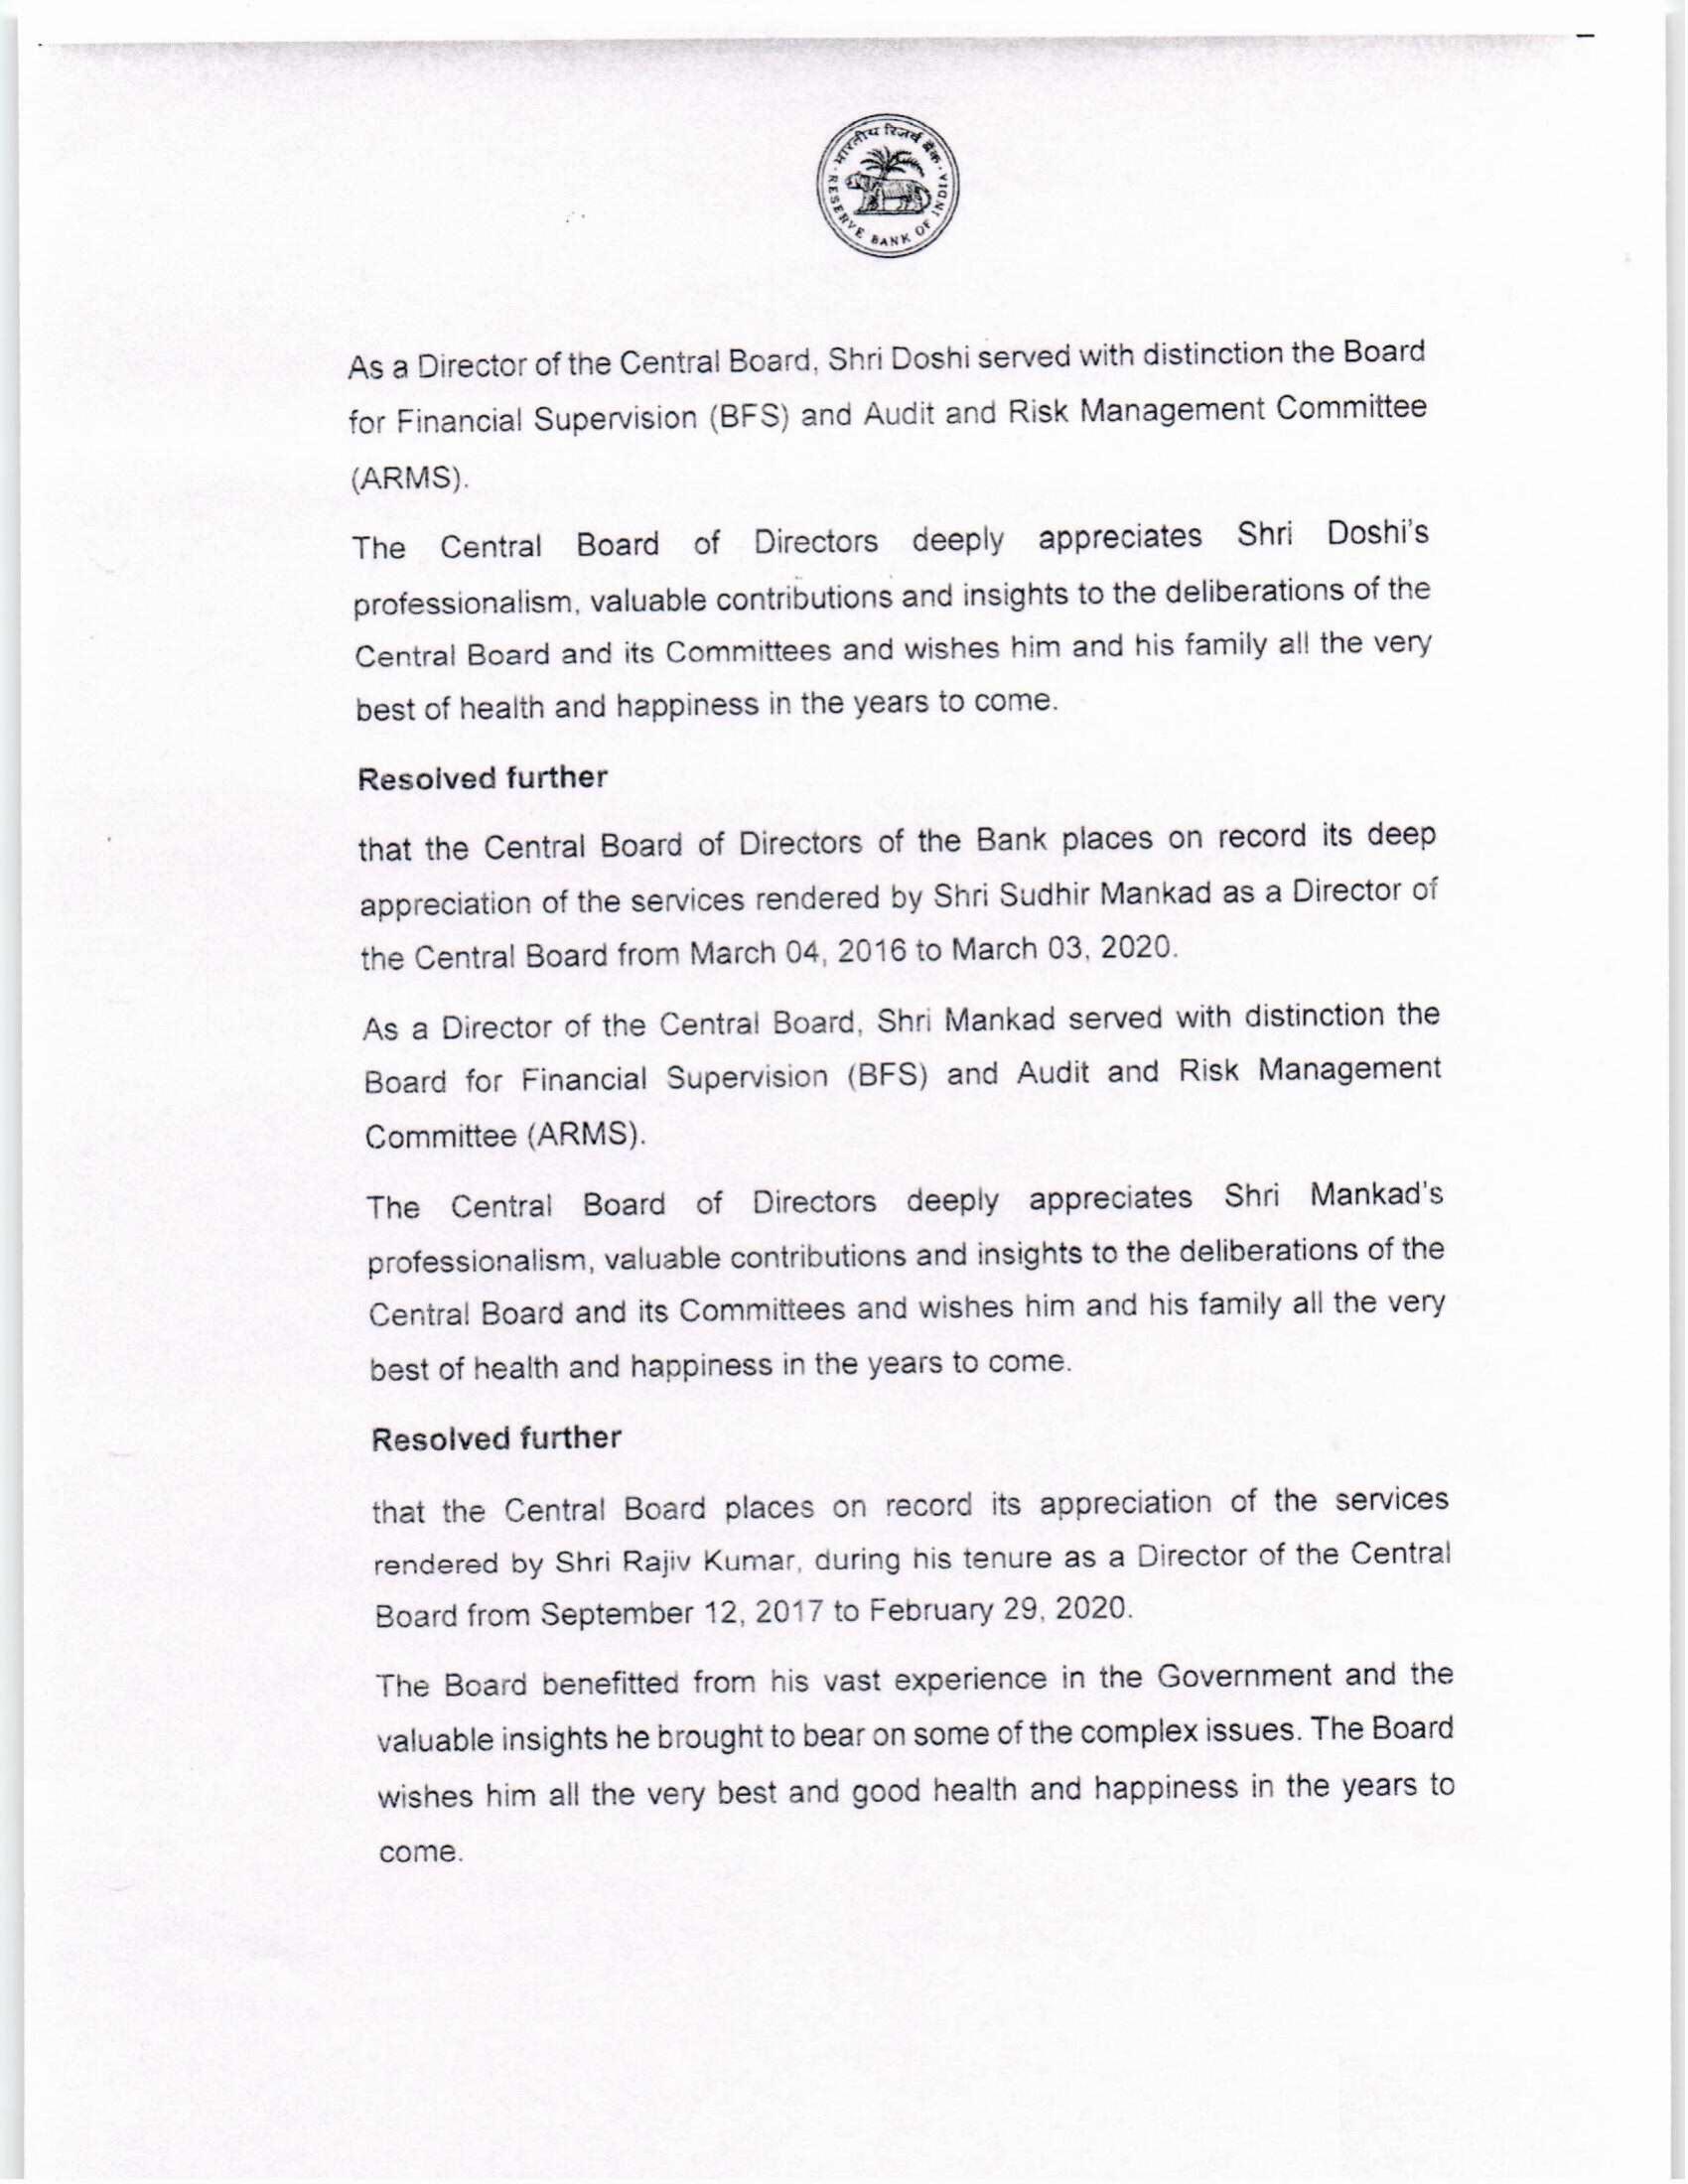 भारतीय रिज़र्व बैंक
RESERVE BANK OF INDIA
As a Director of the Central Board, Shri Doshi served with distinction the Board
for Financial Supervision (BFS) and Audit and Risk Management Committee
(ARMS).
The Central Board of Directors deeply appreciates Shri Doshi's
professionalism, valuable contributions and insights to the deliberations of the
Central Board and its Committees and wishes him and his family all the very
best of health and happiness in the years to come.
Resolved further
that the Central Board of Directors of the Bank places on record its deep
appreciation of the services rendered by Shri Sudhir Mankad as a Director of
the Central Board from March 04, 2016 to March 03, 2020.
As a Director of the Central Board, Shri Mankad served with distinction the
Board for Financial Supervision (BFS) and Audit and Risk Management
Committee (ARMS).
The Central Board of Directors deeply appreciates Shri Mankad's
professionalism, valuable contributions and insights to the deliberations of the
Central Board and its Committees and wishes him and his family all the very
best of health and happiness in the years to come.
Resolved further
that the Central Board places on record its appreciation of the services
rendered by Shri Rajiv Kumar, during his tenure as a Director of the Central
Board from September 12, 2017 to February 29, 2020.
The Board benefitted from his vast experience in the Government and the
valuable insights he brought to bear on some of the complex issues. The Board
wishes him all the very best and good health and happiness in the years to
come.